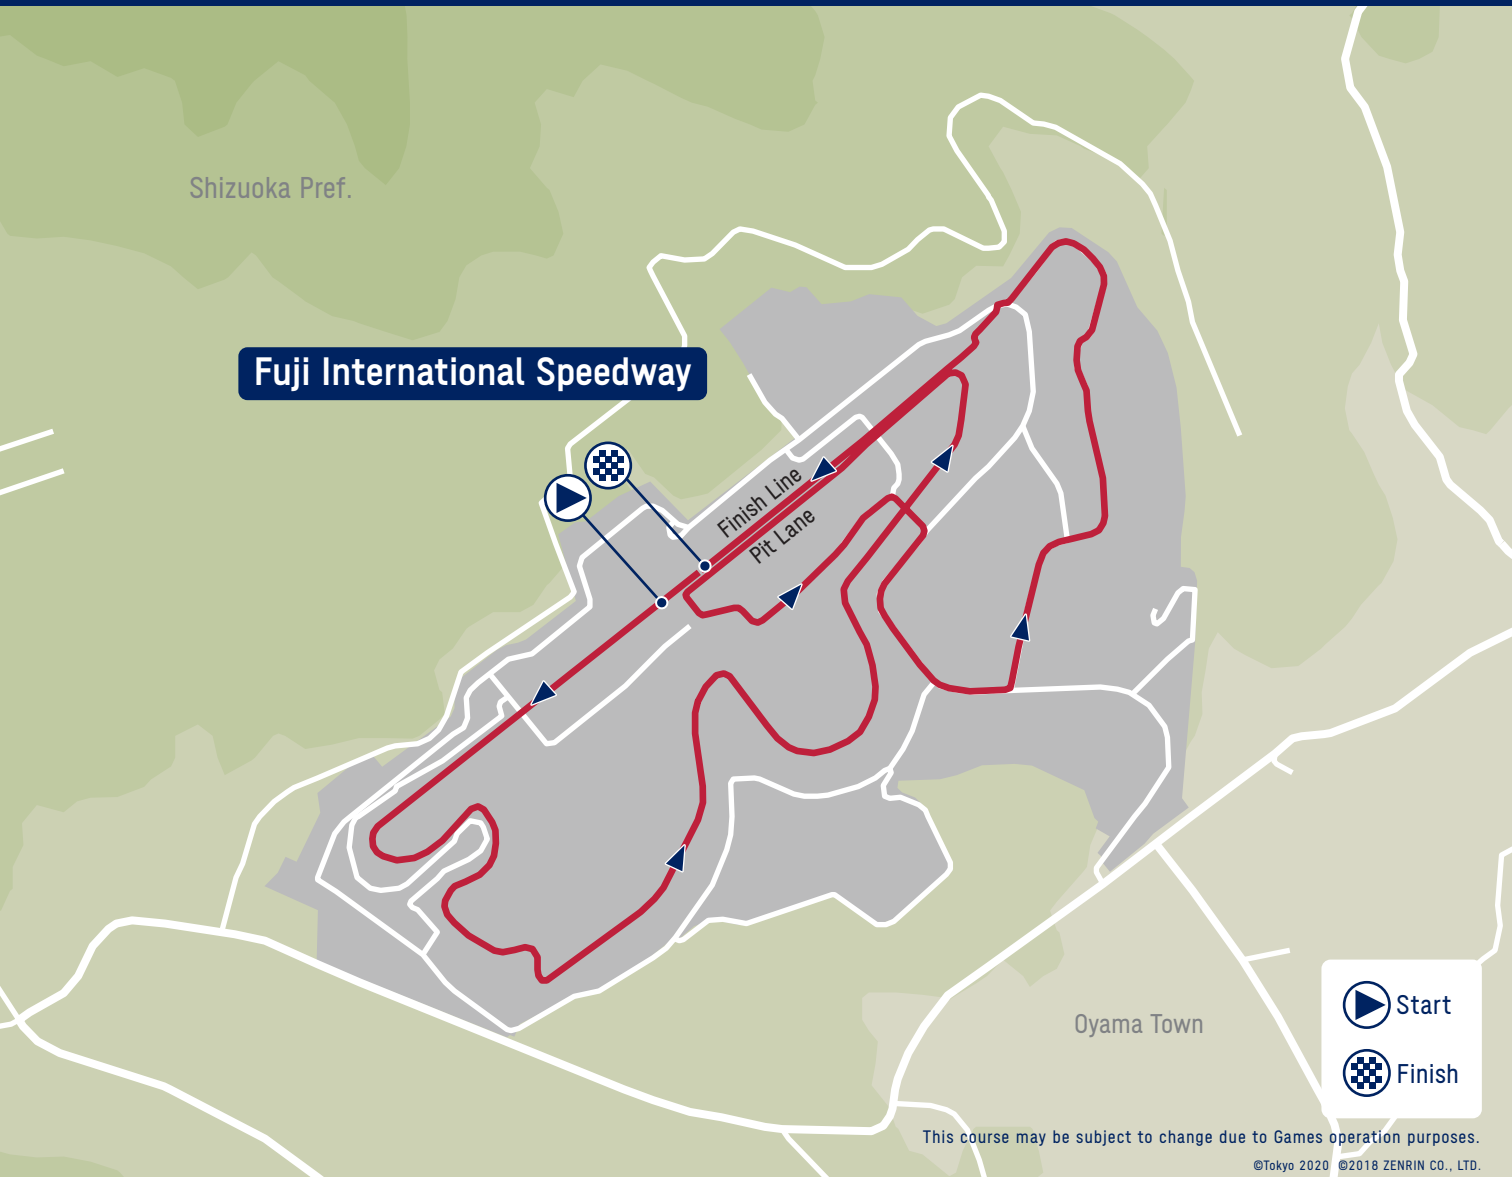 Shizuoka Pref.
Fuji International Speedway
Finish Line
Pit Lane
Oyama Town
Start
Finish
This course may be subject to change due to Games operation purposes.
©Tokyo 2020 ©2018 ZENRIN CO., LTD.